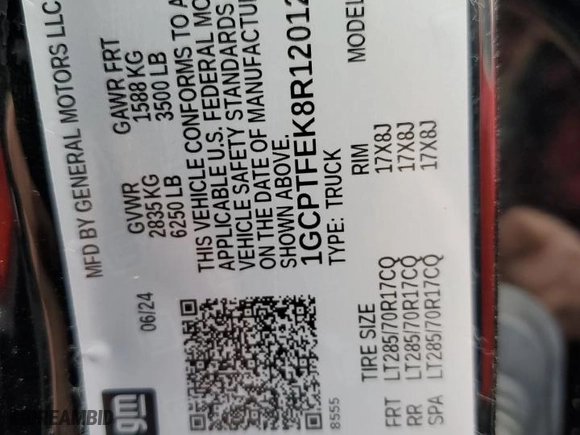 MFD BY GENERAL MOTORS LLC
06/24
GVWR
2835 KG
6250 LB
GAWR FRT
1588 KG
3500 LB
THIS VEHICLE CONFORMS TO A
APPLICABLE U.S. FEDERAL MO
VEHICLE SAFETY STANDARDS
ON THE DATE OF MANUFACTUR
SHOWN ABOVE.
1GCPTFEK8R12012
TYPE: TRUCK
MODEL
gm
8555
TIRE SIZE
RIM
FRT LT285/70R17CQ 17X8J
RR LT285/70R17CQ 17X8J
SPA LT285/70R17CQ 17X8J
DREAMBID